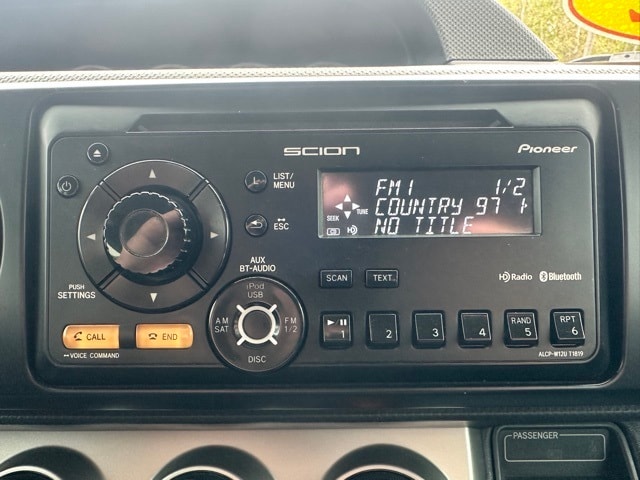 SCION
Pioneer
LIST/
MENU
ESC
PUSH
SETTINGS
CALL
END
VOICE COMMAND
AUX
BT-AUDIO
iPod
USB
AM
SAT
FM
1/2
DISC
FM1 1/2
COUNTRY 97 1
NO TITLE
SEEK
TUNE
SCAN
TEXT
HD Radio
Bluetooth
1
2
3
4
RAND
5
RPT
6
ALCP-W12U T1819
PASSENGER